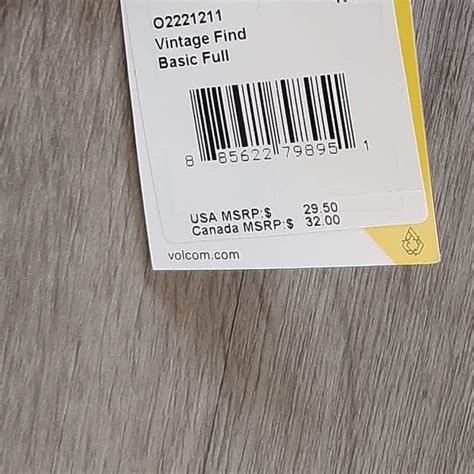 O2221211
Vintage Find
Basic Full
8 85622 79895 1
USA MSRP:$ 29.50
Canada MSRP:$ 32.00
volcom.com